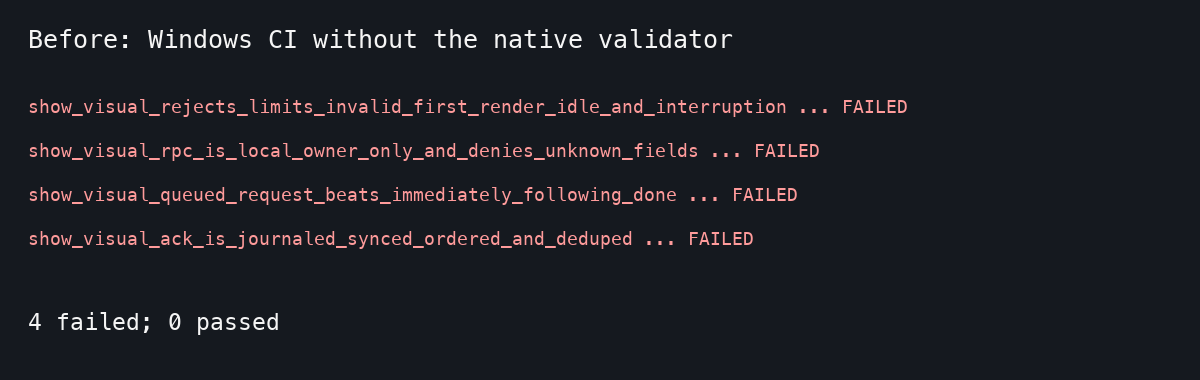 Before: Windows CI without the native validator
show_visual_rejects_limits_invalid_first_render_idle_and_interruption ... FAILED
show_visual_rpc_is_local_owner_only_and_denies_unknown_fields ... FAILED
show_visual_queued_request_beats_immediately_following_done ... FAILED
show_visual_ack_is_journaled_synced_ordered_and_deduped ... FAILED
4 failed; 0 passed